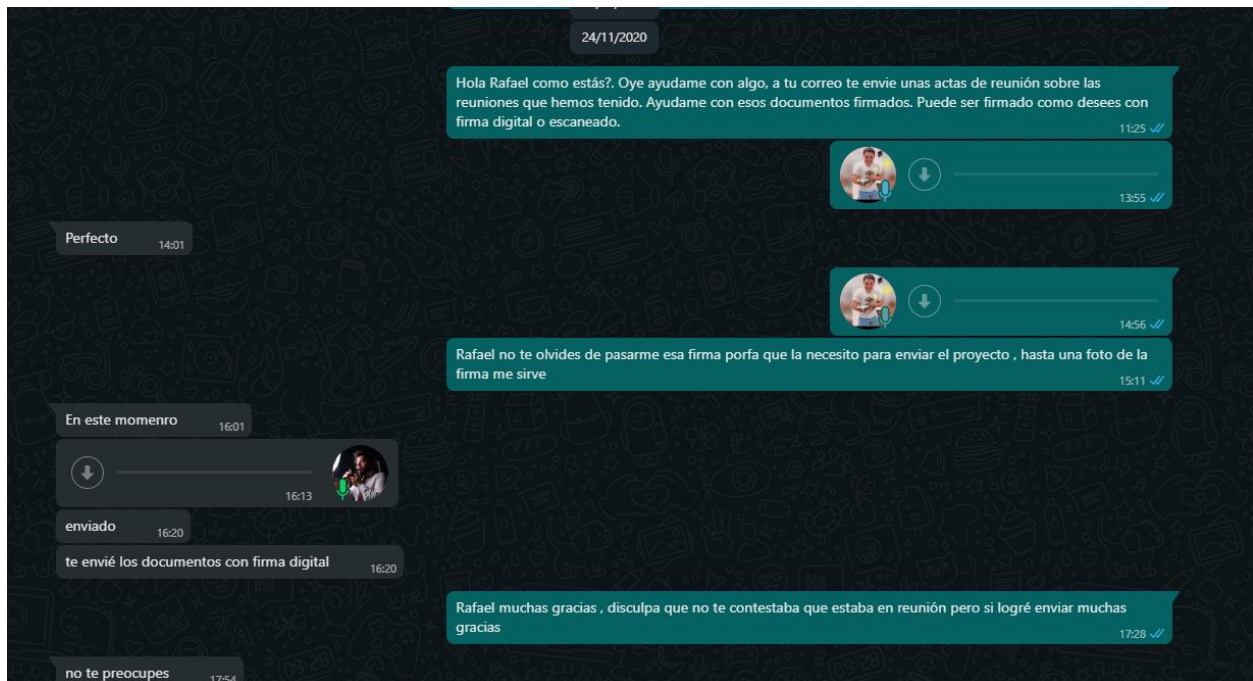 24/11/2020
Hola Rafael como estás?. Oye ayudame con algo, a tu correo te envie unas actas de reunión sobre las
reuniones que hemos tenido. Ayudame con esos documentos firmados. Puede ser firmado como desees con
firma digital o escaneado.
11:25
13:55
Perfecto
14:01
14:56
Rafael no te olvides de pasarme esa firma porfa que la necesito para enviar el proyecto , hasta una foto de la
firma me sirve
15:11
En este momenro
16:01
16:13
enviado
16:20
te envié los documentos con firma digital
16:20
Rafael muchas gracias , disculpa que no te contestaba que estaba en reunión pero si logré enviar muchas
gracias
17:28
no te preocupes
17:54